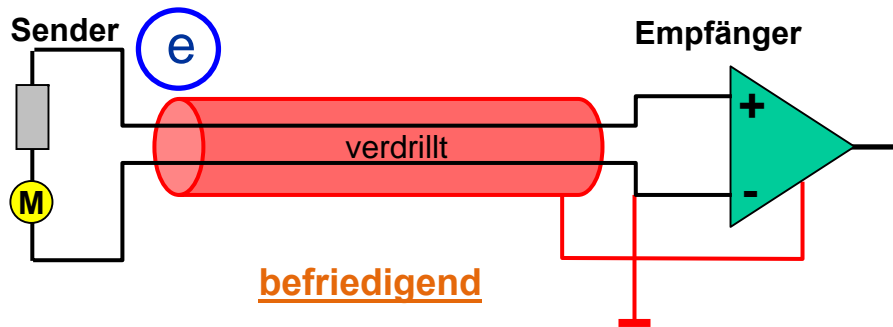 Sender
e
Empfänger
+
verdrillt
M
-
befriedigend